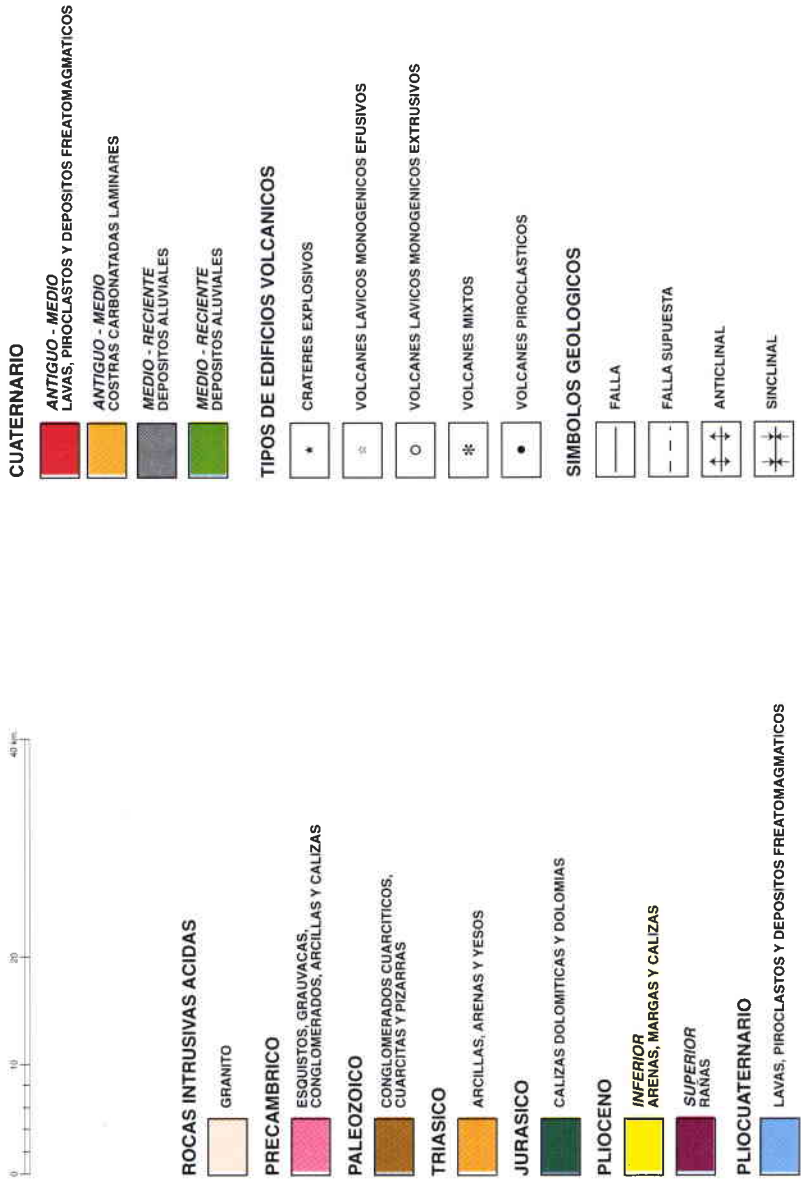 0
10
20
40 km.
ROCAS INTRUSIVAS ACIDAS
GRANITO
PRECAMBRICO
ESQUISTOS, GRAUVACAS,
CONGLOMERADOS, ARCILLAS Y CALIZAS
PALEOZOICO
CONGLOMERADOS CUARCITICOS,
CUARCITAS Y PIZARRAS
TRIASICO
ARCILLAS, ARENAS Y YESOS
JURASICO
CALIZAS DOLOMITICAS Y DOLOMIAS
PLIOCENO
INFERIOR
ARENAS, MARGAS Y CALIZAS
SUPERIOR
RAÑAS
PLIOCUATERNARIO
LAVAS, PIROCLASTOS Y DEPOSITOS FREATOMAGMATICOS
CUATERNARIO
ANTIGUO - MEDIO
LAVAS, PIROCLASTOS Y DEPOSITOS FREATOMAGMATICOS
ANTIGUO - MEDIO
COSTRAS CARBONATADAS LAMINARES
MEDIO - RECIENTE
DEPOSITOS ALUVIALES
MEDIO - RECIENTE
DEPOSITOS ALUVIALES
TIPOS DE EDIFICIOS VOLCANICOS
CRATERES EXPLOSIVOS
VOLCANES LAVICOS MONOGENICOS EFUSIVOS
VOLCANES LAVICOS MONOGENICOS EXTRUSIVOS
VOLCANES MIXTOS
VOLCANES PIROCLASTICOS
SIMBOLOS GEOLOGICOS
FALLA
FALLA SUPUESTA
ANTICLINAL
SINCLINAL